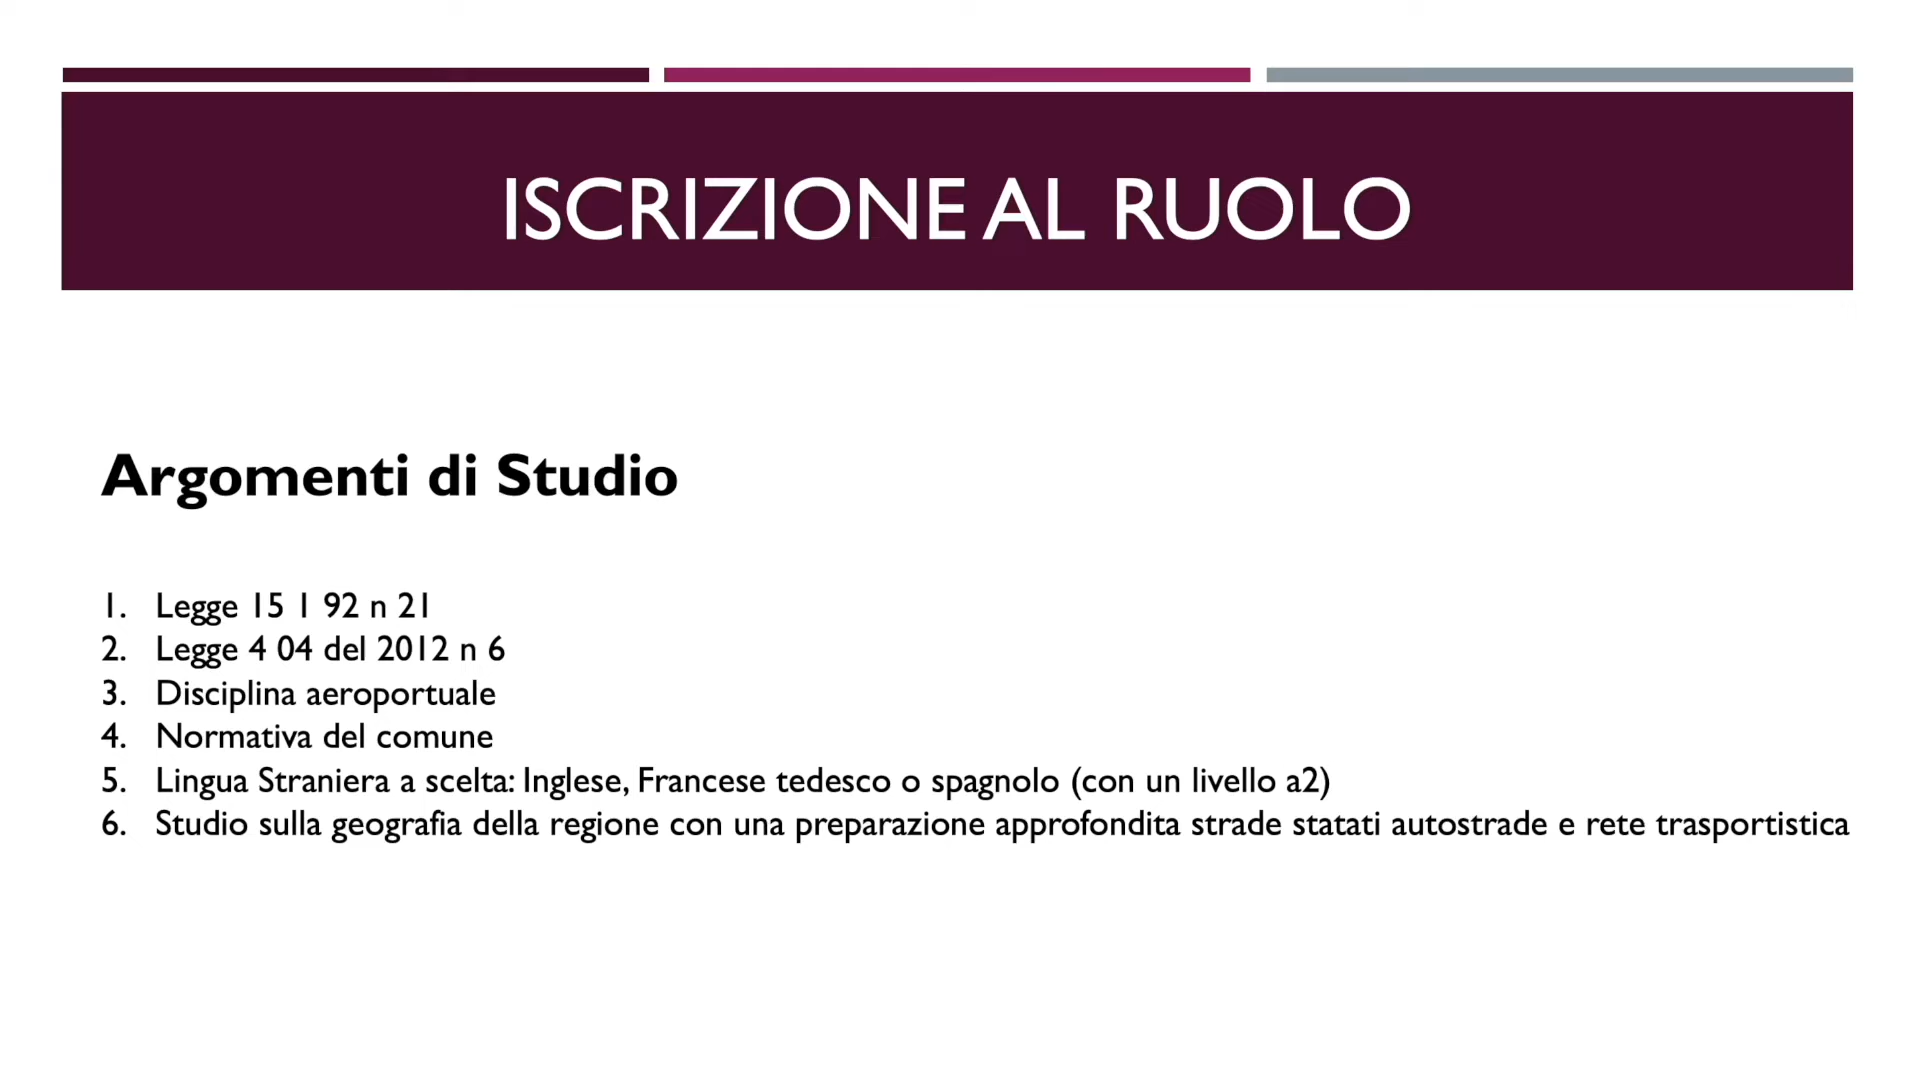 ISCRIZIONE AL RUOLO
Argomenti di Studio
1. Legge 15 1 92 n 21
2. Legge 4 04 del 2012 n 6
3. Disciplina aeroportuale
4. Normativa del comune
5. Lingua Straniera a scelta: Inglese, Francese tedesco o spagnolo (con un livello a2)
6. Studio sulla geografia della regione con una preparazione approfondita strade statati autostrade e rete trasportistica